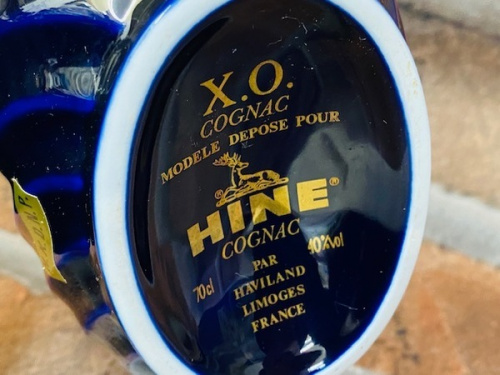 X.O.
COGNAC
MODELE DEPOSE POUR
HINE®
COGNAC
70cl 40%vol
PAR
HAVILAND
LIMOGES
FRANCE